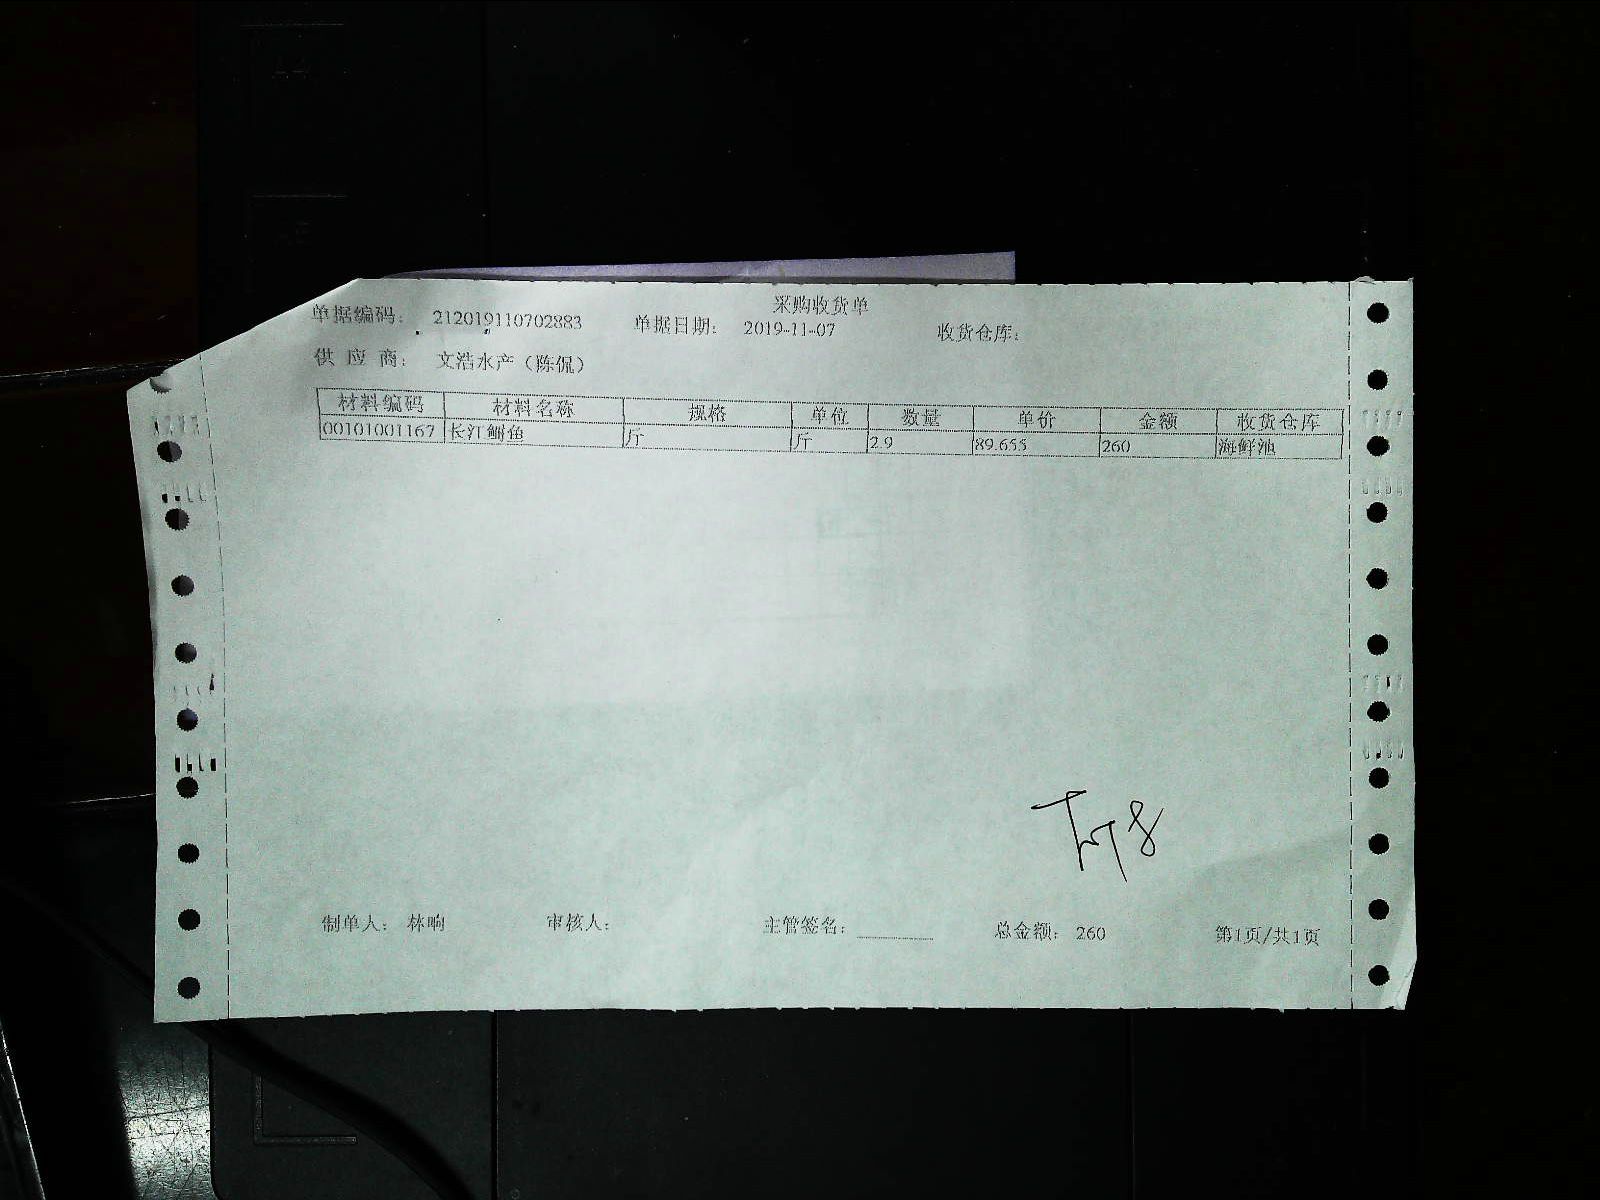 采购收货单
单据编码： 212019110702883 单据日期： 2019-11-07 收货仓库：
供 应 商： 文浩水产（陈侃）
材料编码 材料名称 规格 单位 数量 单价 金额 收货仓库
00101001167 长江鮰鱼 斤 斤 2.9 89.655 260 海鲜池
制单人： 林响 审核人： 主管签名： 总金额： 260 第1页/共1页